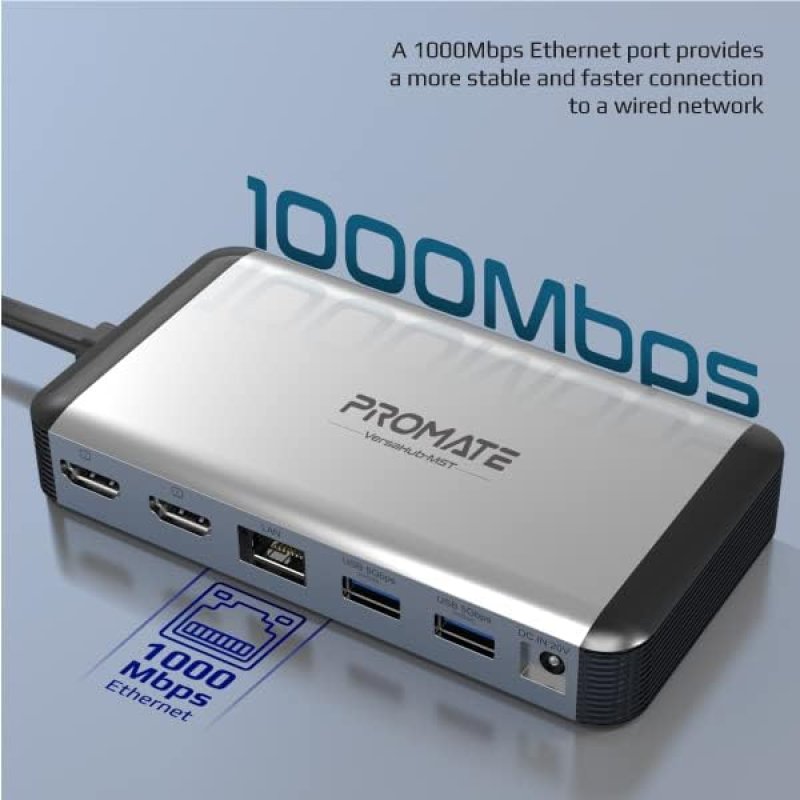 A 1000Mbps Ethernet port provides
a more stable and faster connection
to a wired network
1000Mbps
PROMATE
VersaHub-MST
LAN
USB 5Gbps
USB 5Gbps
DC IN 20V
1000
Mbps
Ethernet